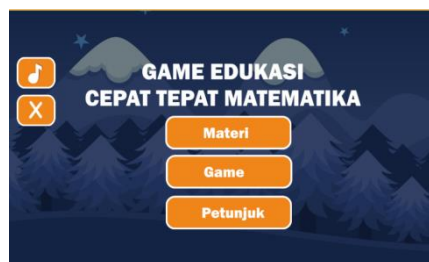 GAME EDUKASI
CEPAT TEPAT MATEMATIKA
X
Materi
Game
Petunjuk